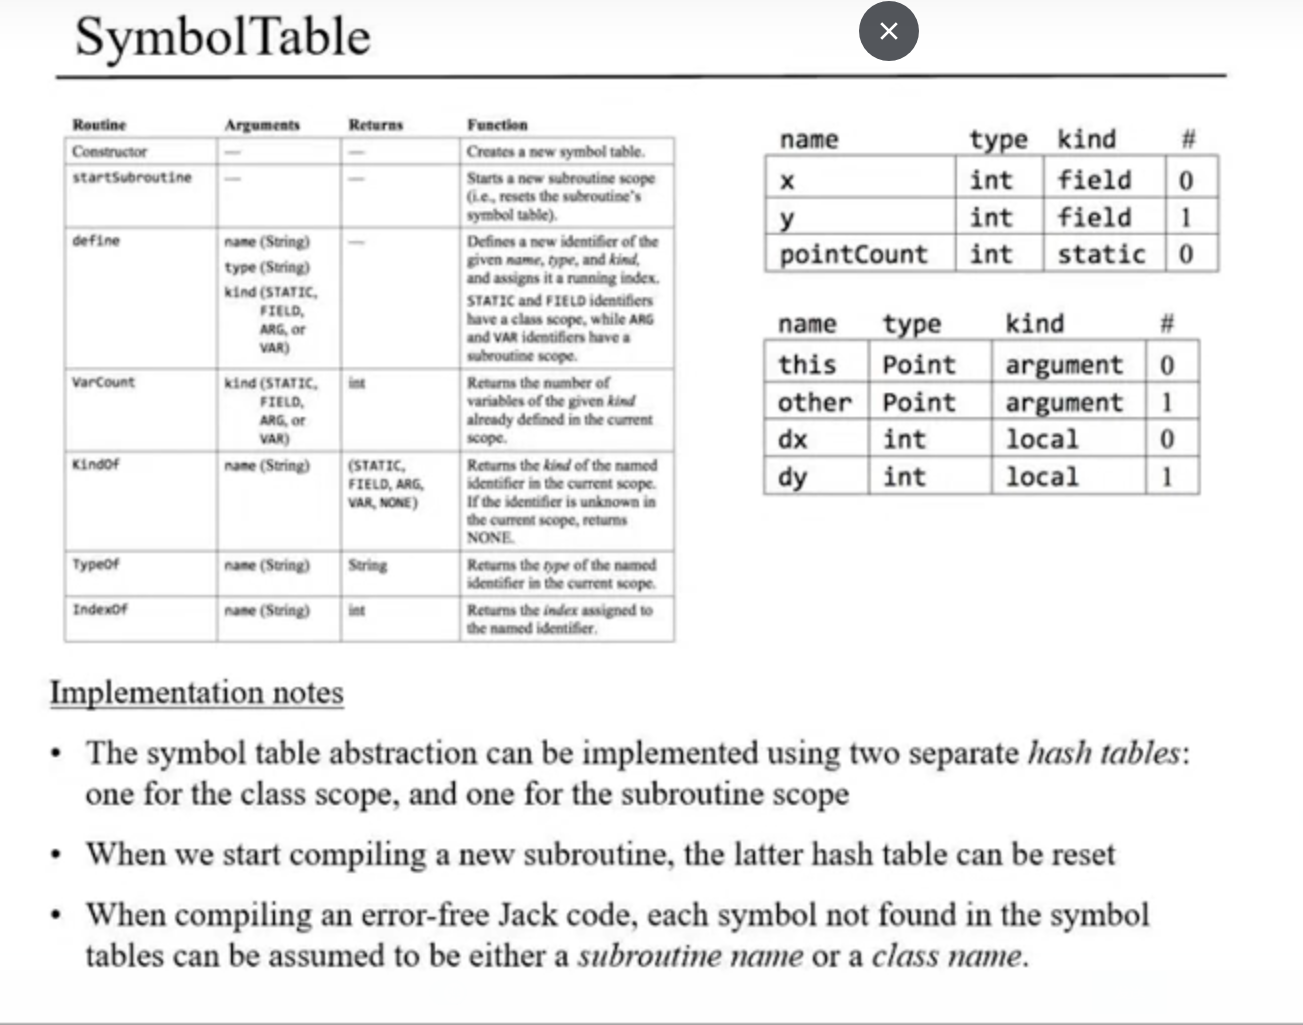 SymbolTable
Routine Arguments Returns Function
Constructor — — Creates a new symbol table.
startSubroutine — — Starts a new subroutine scope
(i.e., resets the subroutine's
symbol table).
define name (String) — Defines a new identifier of the
type (String) given name, type, and kind,
kind (STATIC, and assigns it a running index.
FIELD, STATIC and FIELD identifiers
ARG, or have a class scope, while ARG
VAR) and VAR identifiers have a
subroutine scope.
VarCount kind (STATIC, int Returns the number of
FIELD, variables of the given kind
ARG, or already defined in the current
VAR) scope.
KindOf name (String) (STATIC, Returns the kind of the named
FIELD, ARG, identifier in the current scope.
VAR, NONE) If the identifier is unknown in
the current scope, returns
NONE.
TypeOf name (String) String Returns the type of the named
identifier in the current scope.
IndexOf name (String) int Returns the index assigned to
the named identifier.
name type kind #
x int field 0
y int field 1
pointCount int static 0
name type kind #
this Point argument 0
other Point argument 1
dx int local 0
dy int local 1
Implementation notes
• The symbol table abstraction can be implemented using two separate hash tables:
one for the class scope, and one for the subroutine scope
• When we start compiling a new subroutine, the latter hash table can be reset
• When compiling an error-free Jack code, each symbol not found in the symbol
tables can be assumed to be either a subroutine name or a class name.